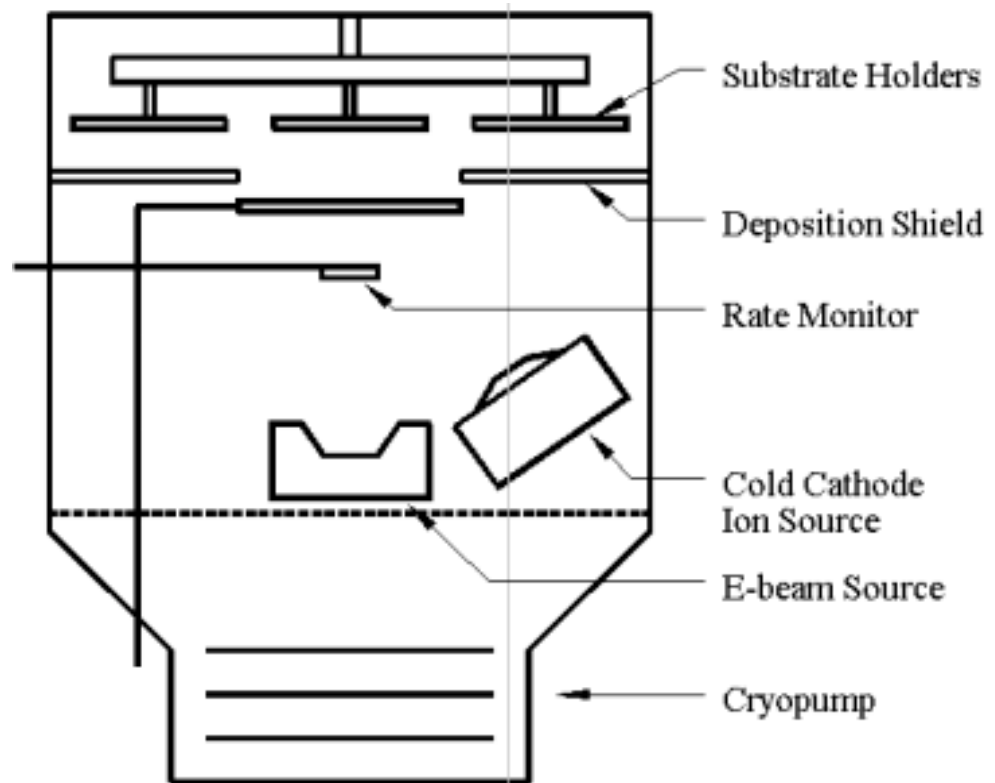 Substrate Holders
Deposition Shield
Rate Monitor
Cold Cathode
Ion Source
E-beam Source
Cryopump